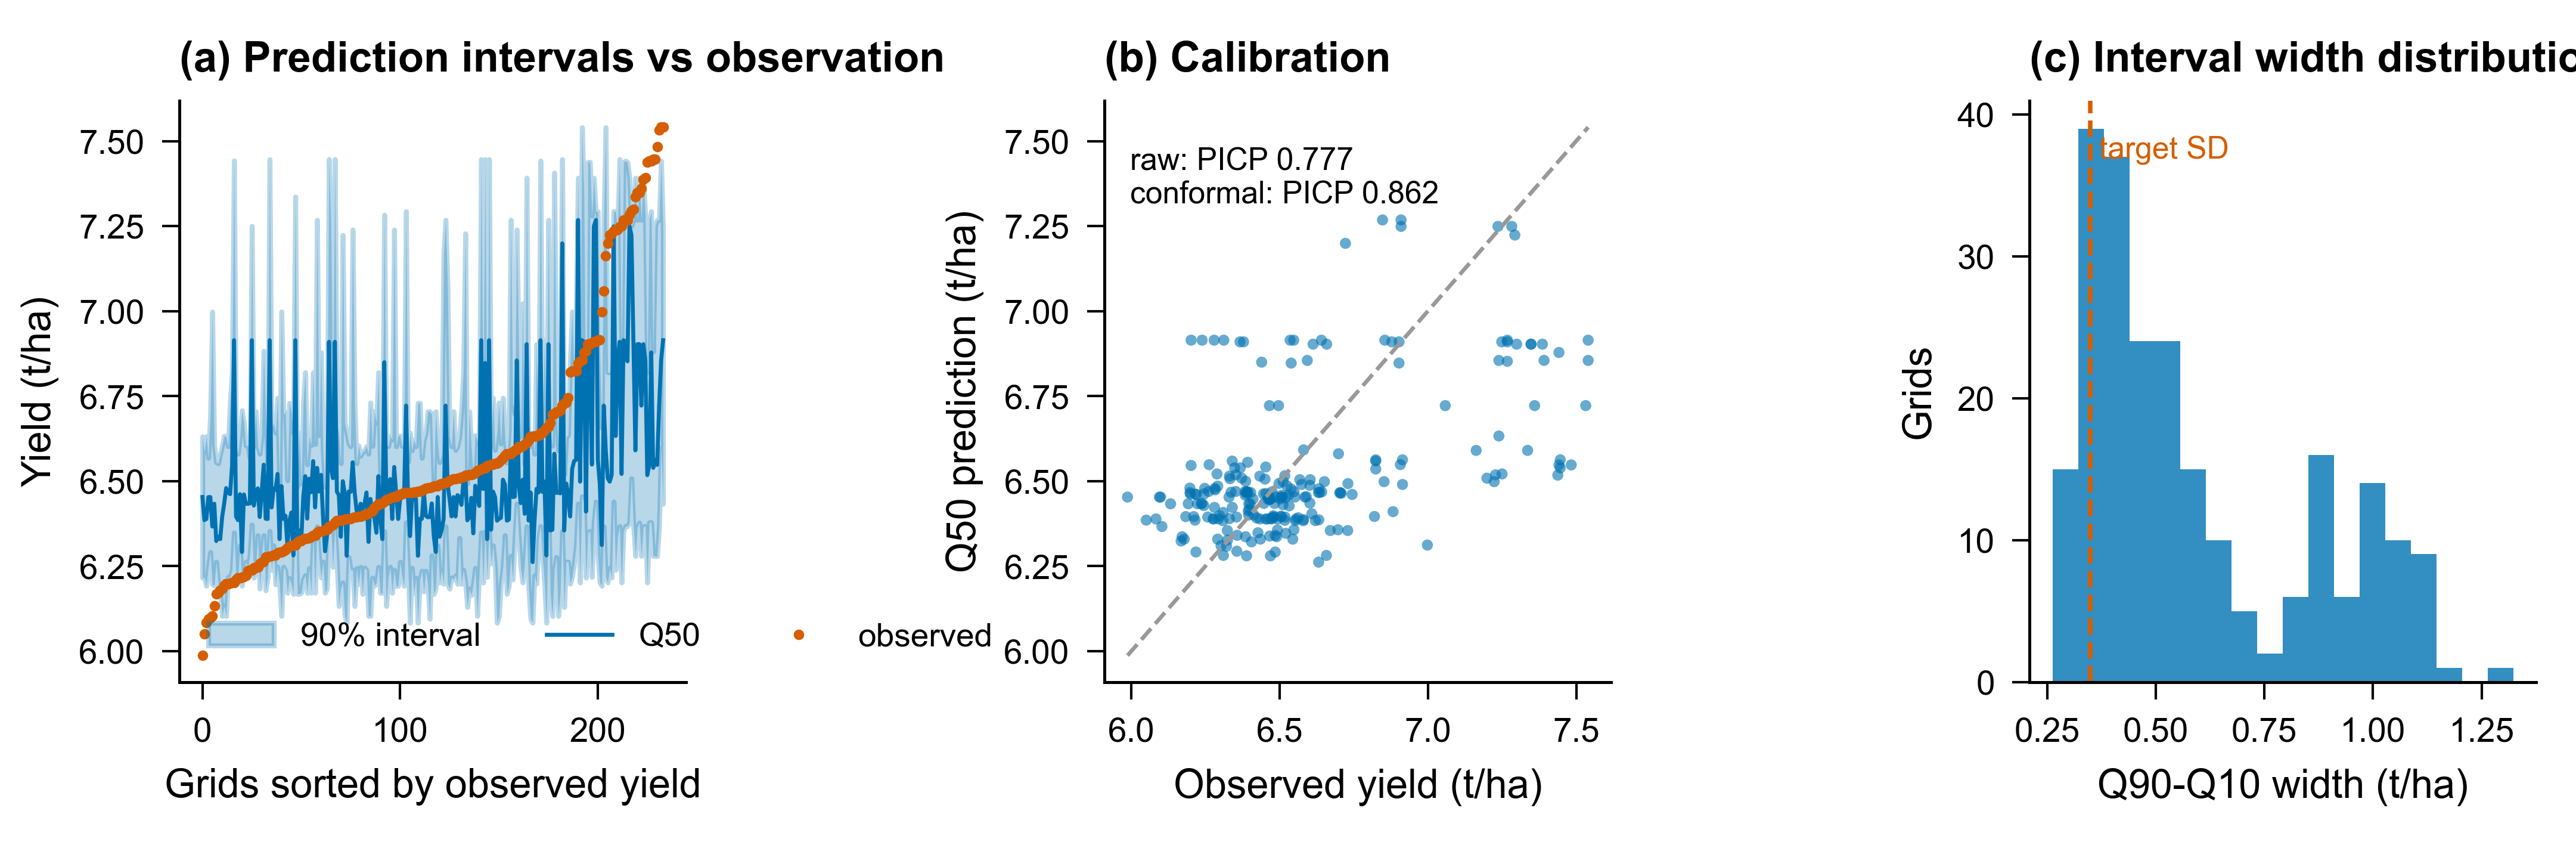 (a) Prediction intervals vs observation
Yield (t/ha)
7.50
7.25
7.00
6.75
6.50
6.25
6.00
90% interval
Q50
observed
0
100
200
Grids sorted by observed yield
(b) Calibration
Q50 prediction (t/ha)
7.50
7.25
7.00
6.75
6.50
6.25
6.00
raw: PICP 0.777
conformal: PICP 0.862
6.0
6.5
7.0
7.5
Observed yield (t/ha)
(c) Interval width distributio
Grids
40
30
20
10
0
target SD
0.25
0.50
0.75
1.00
1.25
Q90-Q10 width (t/ha)